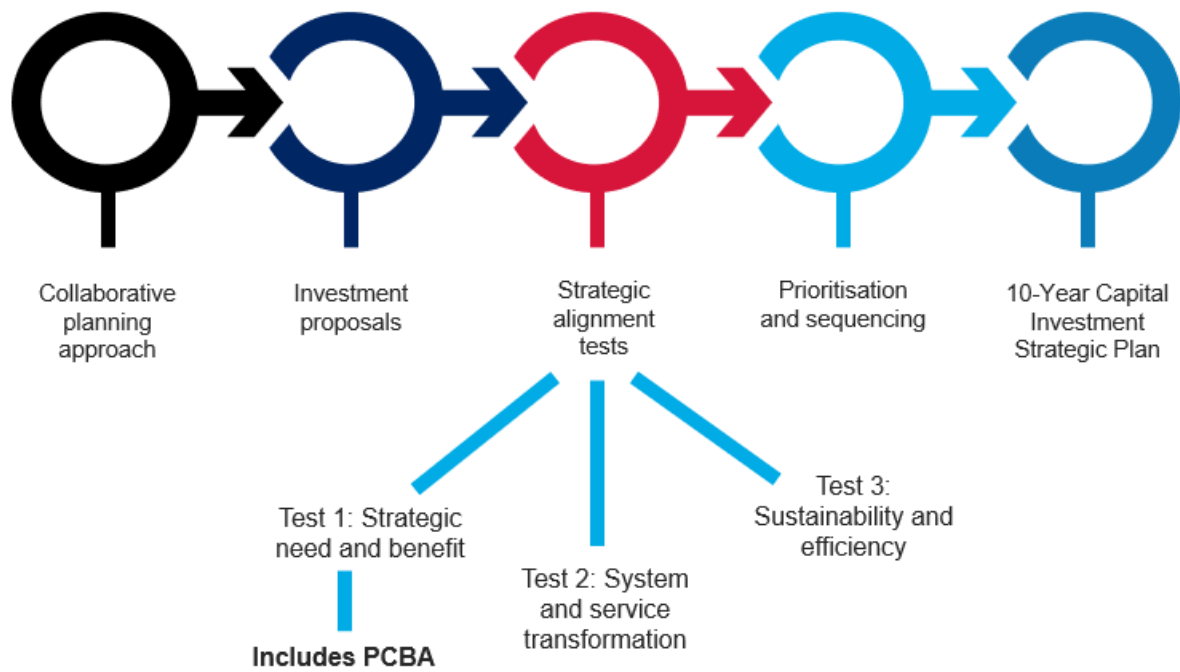 Collaborative
planning
approach
Investment
proposals
Strategic
alignment
tests
Prioritisation
and sequencing
10-Year Capital
Investment
Strategic Plan
Test 1: Strategic
need and benefit
Includes PCBA
Test 2: System
and service
transformation
Test 3:
Sustainability and
efficiency